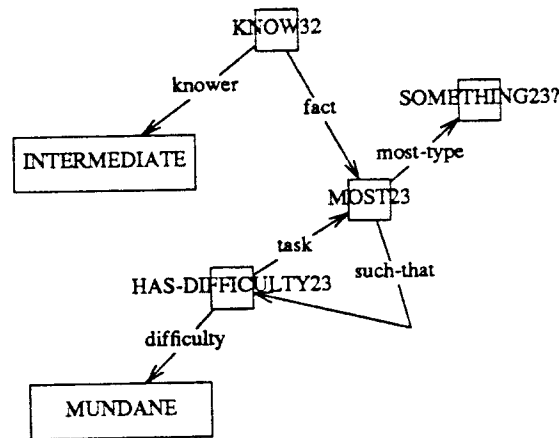 KNOW32
knower
SOMETHING23?
fact
INTERMEDIATE
most-type
MOST23
task
such-that
HAS-DIFFICULTY23
difficulty
MUNDANE